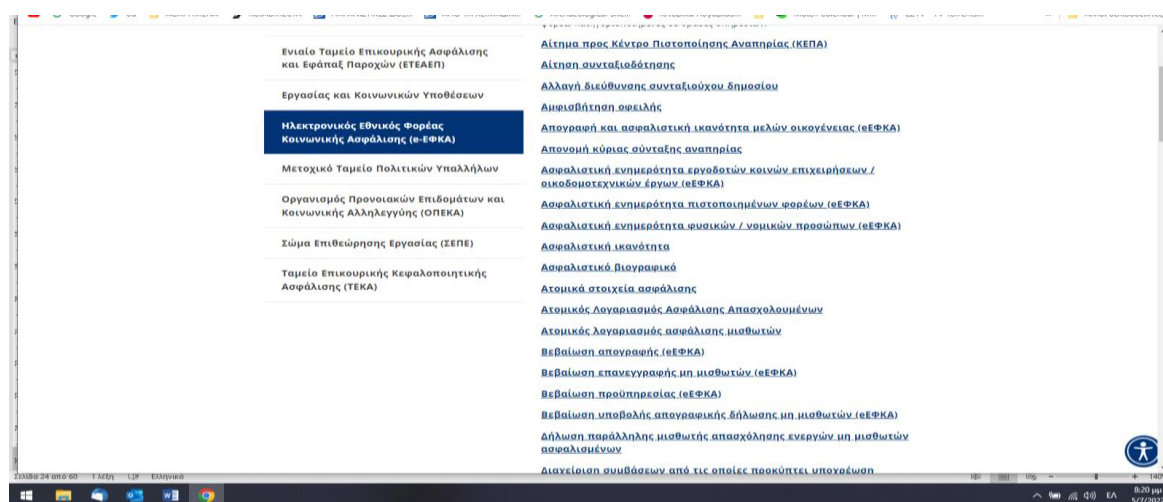 Ενιαίο Ταμείο Επικουρικής Ασφάλισης
και Εφάπαξ Παροχών (ΕΤΕΑΕΠ)
Εργασίας και Κοινωνικών Υποθέσεων
Ηλεκτρονικός Εθνικός Φορέας
Κοινωνικής Ασφάλισης (e-ΕΦΚΑ)
Μετοχικό Ταμείο Πολιτικών Υπαλλήλων
Οργανισμός Προνοιακών Επιδομάτων και
Κοινωνικής Αλληλεγγύης (ΟΠΕΚΑ)
Σώμα Επιθεώρησης Εργασίας (ΣΕΠΕ)
Ταμείο Επικουρικής Κεφαλοποιητικής
Ασφάλισης (ΤΕΚΑ)
Αίτημα προς Κέντρο Πιστοποίησης Αναπηρίας (ΚΕΠΑ)
Αίτηση συνταξιοδότησης
Αλλαγή διεύθυνσης συνταξιούχου δημοσίου
Αμφισβήτηση οφειλής
Απογραφή και ασφαλιστική ικανότητα μελών οικογένειας (eΕΦΚΑ)
Απονομή κύριας σύνταξης αναπηρίας
Ασφαλιστική ενημερότητα εργοδοτών κοινών επιχειρήσεων /
οικοδομοτεχνικών έργων (eΕΦΚΑ)
Ασφαλιστική ενημερότητα πιστοποιημένων φορέων (eΕΦΚΑ)
Ασφαλιστική ενημερότητα φυσικών / νομικών προσώπων (eΕΦΚΑ)
Ασφαλιστική ικανότητα
Ασφαλιστικό βιογραφικό
Ατομικά στοιχεία ασφάλισης
Ατομικός Λογαριασμός Ασφάλισης Απασχολουμένων
Ατομικός λογαριασμός ασφάλισης μισθωτών
Βεβαίωση απογραφής (eΕΦΚΑ)
Βεβαίωση επανεγγραφής μη μισθωτών (eΕΦΚΑ)
Βεβαίωση προϋπηρεσίας (eΕΦΚΑ)
Βεβαίωση υποβολής απογραφικής δήλωσης μη μισθωτών (eΕΦΚΑ)
Δήλωση παράλληλης μισθωτής απασχόλησης ενεργών μη μισθωτών
ασφαλισμένων
Διαχείριση συμβάσεων από τις οποίες προκύπτει υποχρέωση
Σελίδα 24 από 60 1 λέξη Ελληνικά
ΕΛ 8:20 μμ